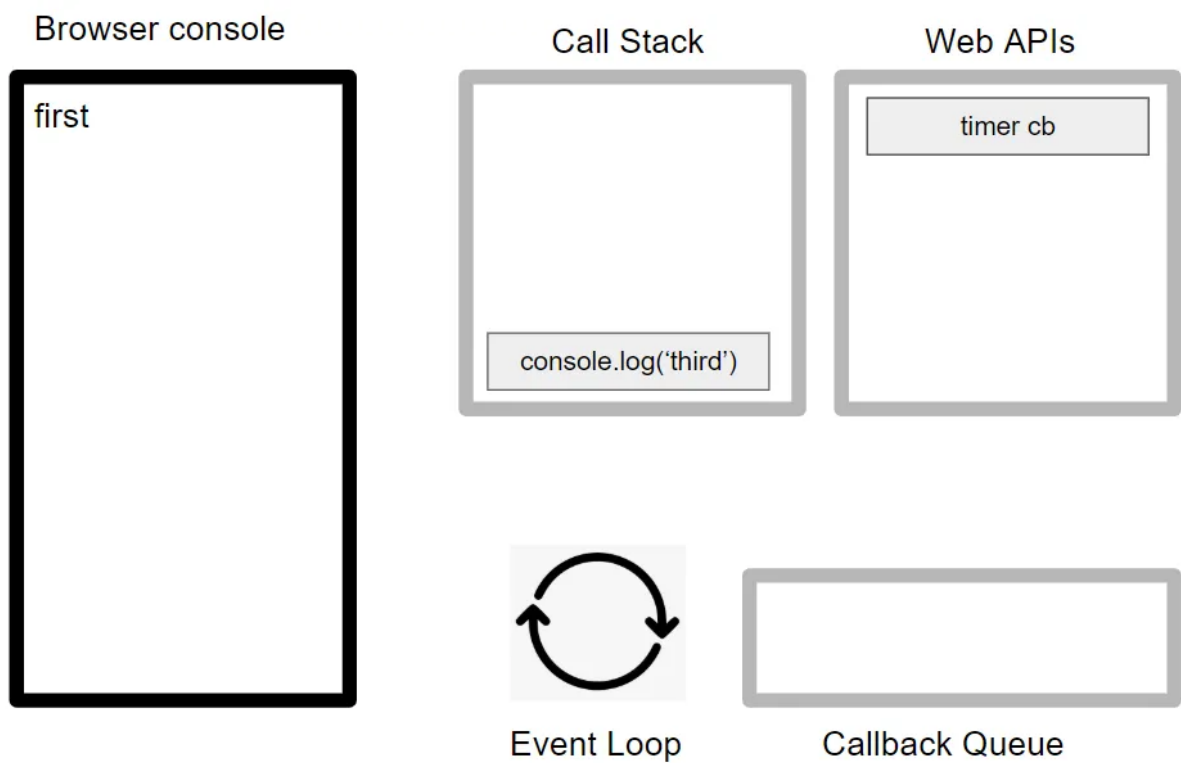 Browser console
first
Call Stack
console.log(‘third’)
Web APIs
timer cb
Event Loop
Callback Queue